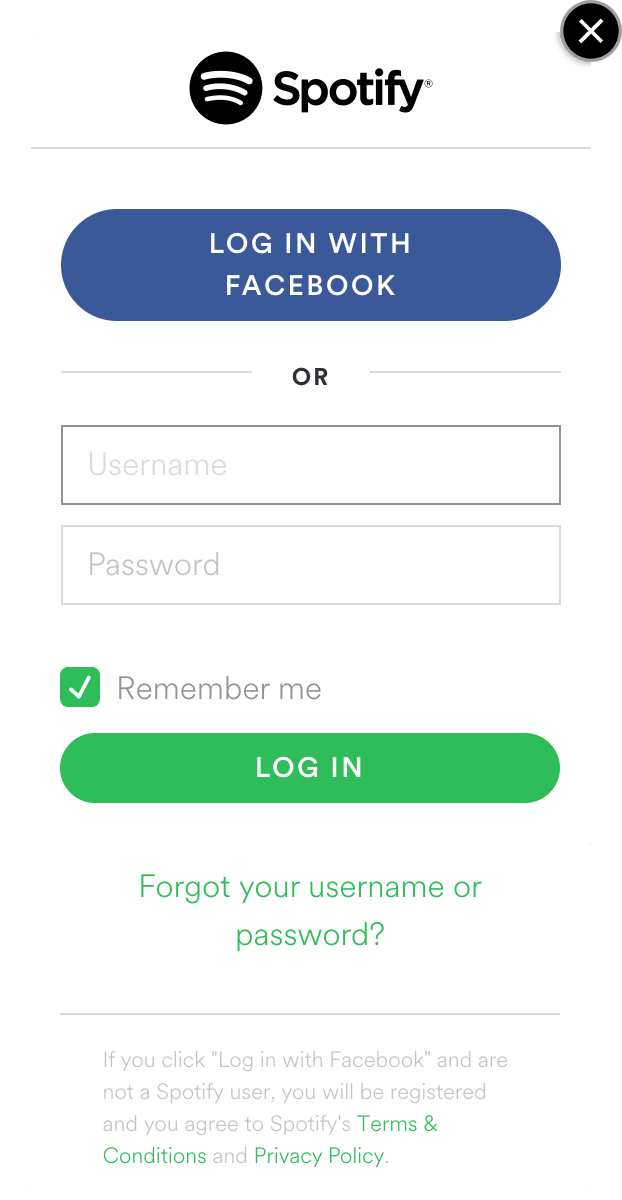 Spotify®
LOG IN WITH
FACEBOOK
OR
Username
Password
Remember me
LOG IN
Forgot your username or
password?
If you click "Log in with Facebook" and are
not a Spotify user, you will be registered
and you agree to Spotify's Terms &
Conditions and Privacy Policy.